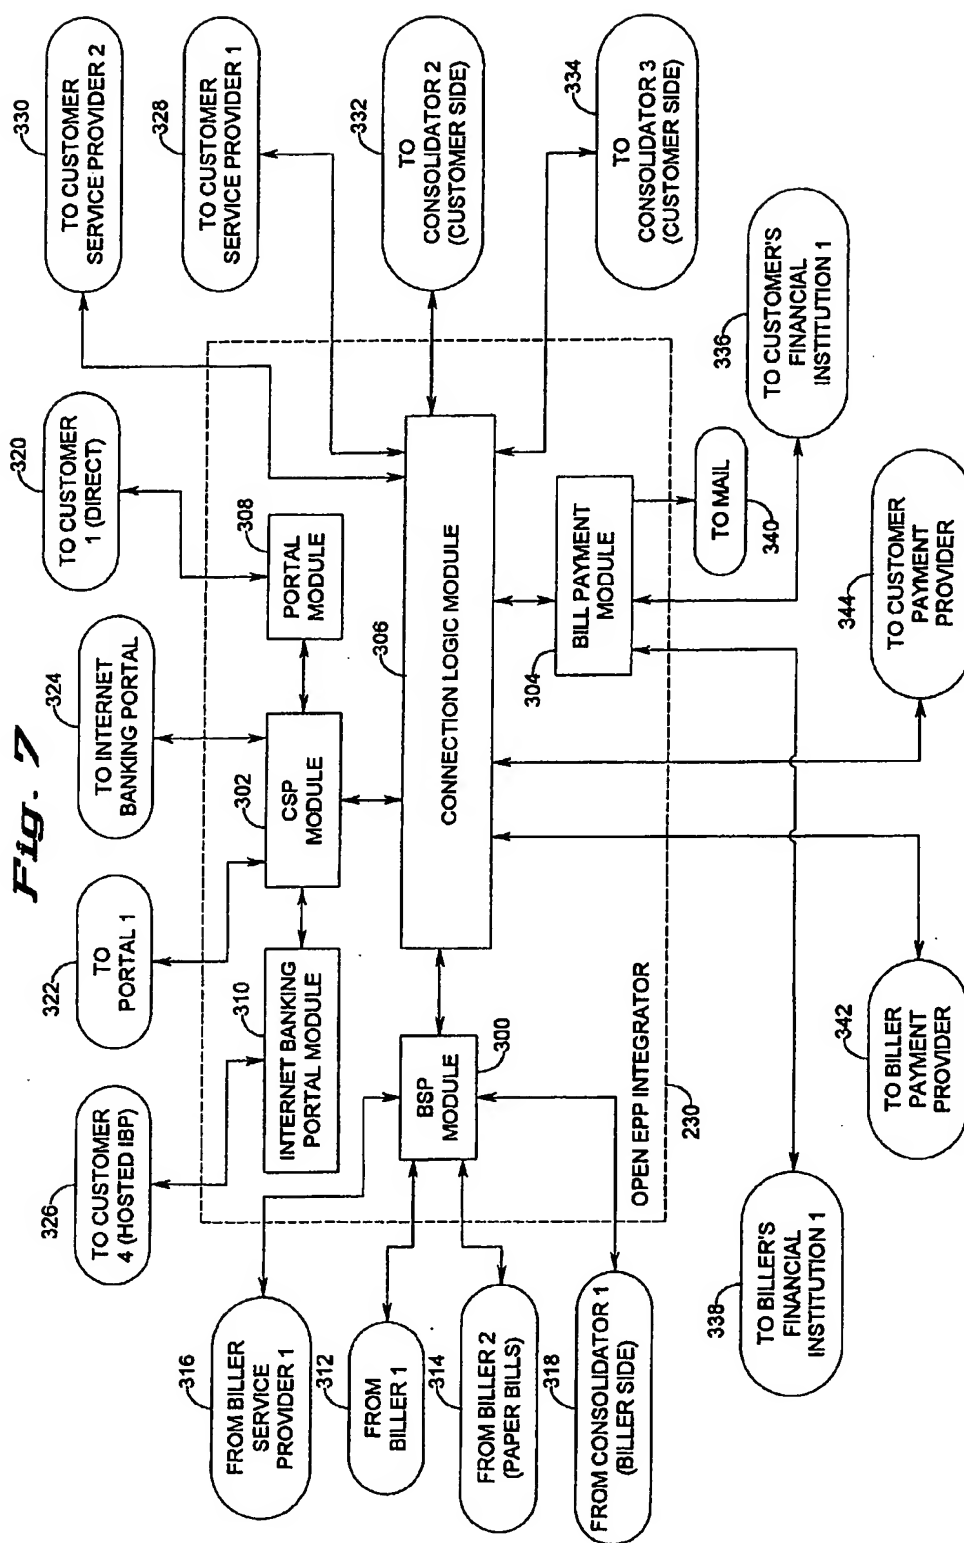 Fig. 7
326
TO CUSTOMER
4 (HOSTED IBP)
322
TO
PORTAL 1
324
TO INTERNET
BANKING PORTAL
320
TO CUSTOMER
1 (DIRECT)
330
TO CUSTOMER
SERVICE PROVIDER 2
328
TO CUSTOMER
SERVICE PROVIDER 1
332
TO
CONSOLIDATOR 2
(CUSTOMER SIDE)
334
TO
CONSOLIDATOR 3
(CUSTOMER SIDE)
316
FROM BILLER
SERVICE
PROVIDER 1
312
FROM
BILLER 1
314
FROM BILLER 2
(PAPER BILLS)
318
FROM CONSOLIDATOR 1
(BILLER SIDE)
310
INTERNET BANKING
PORTAL MODULE
302
CSP
MODULE
308
PORTAL
MODULE
306
CONNECTION LOGIC MODULE
300
BSP
MODULE
304
BILL PAYMENT
MODULE
OPEN EPP INTEGRATOR
230
TO MAIL
340
336
TO CUSTOMER'S
FINANCIAL
INSTITUTION 1
338
TO BILLER'S
FINANCIAL
INSTITUTION 1
342
TO BILLER
PAYMENT
PROVIDER
344
TO CUSTOMER
PAYMENT
PROVIDER